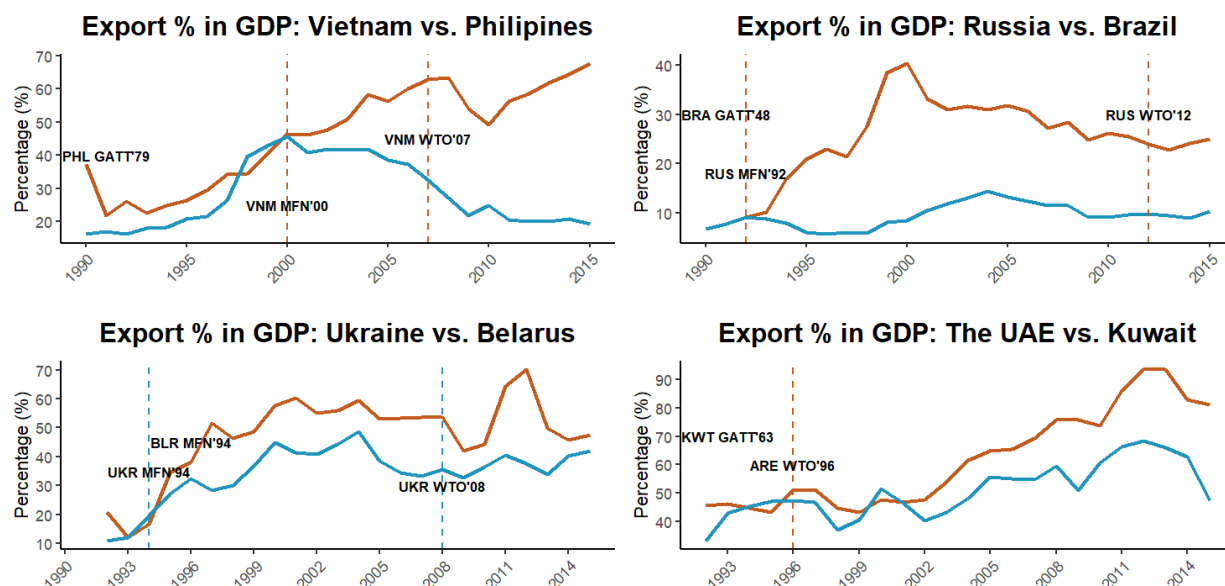 Export % in GDP: Vietnam vs. Philipines
Percentage (%)
70
60
50
40
30
20
PHL GATT'79
VNM MFN'00
VNM WTO'07
1990
1995
2000
2005
2010
2015
Export % in GDP: Russia vs. Brazil
Percentage (%)
40
30
20
10
BRA GATT'48
RUS MFN'92
RUS WTO'12
1990
1995
2000
2005
2010
2015
Export % in GDP: Ukraine vs. Belarus
Percentage (%)
70
60
50
40
30
20
10
BLR MFN'94
UKR MFN'94
UKR WTO'08
1990
1993
1996
1999
2002
2005
2008
2011
2014
Export % in GDP: The UAE vs. Kuwait
Percentage (%)
90
80
70
60
50
40
KWT GATT'63
ARE WTO'96
1993
1996
1999
2002
2005
2008
2011
2014